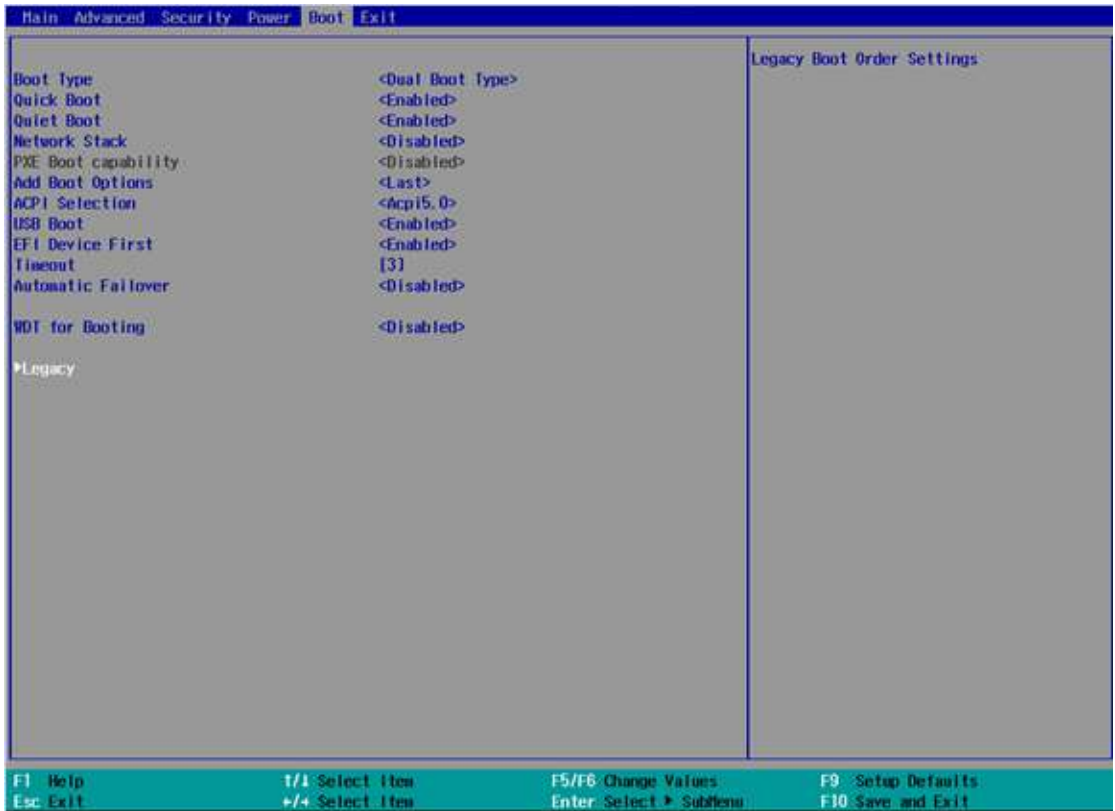 Main Advanced Security Power Boot Exit
Legacy Boot Order Settings
Boot Type <Dual Boot Type>
Quick Boot <Enabled>
Quiet Boot <Enabled>
Network Stack <Disabled>
PXE Boot capability <Disabled>
Add Boot Options <Last>
ACPI Selection <Acpi5.0>
USB Boot <Enabled>
EFI Device First <Enabled>
Timeout [3]
Automatic Failover <Disabled>
WDT for Booting <Disabled>
▶Legacy
F1 Help ↑/↓ Select Item F5/F6 Change Values F9 Setup Defaults
Esc Exit ←/→ Select Item Enter Select ▶ SubMenu F10 Save and Exit